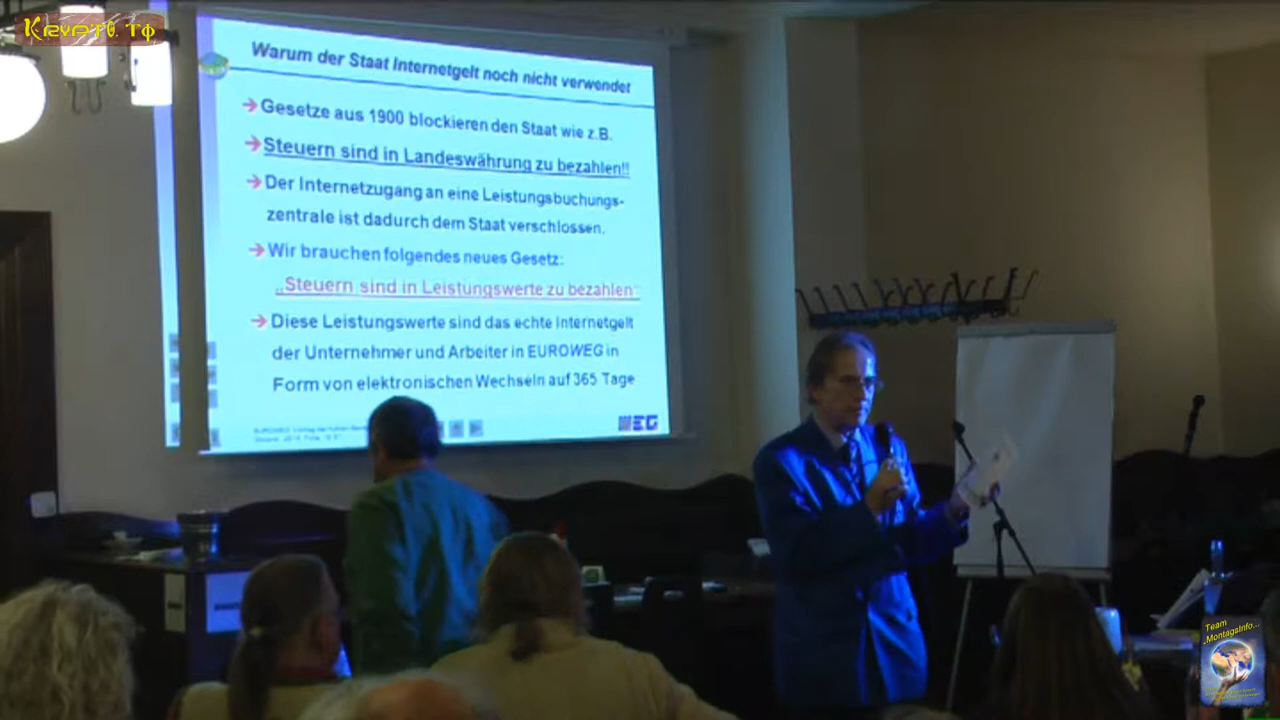 KRYPTO.TΦ
Warum der Staat Internetgelt noch nicht verwendet
Gesetze aus 1900 blockieren den Staat wie z.B.
Steuern sind in Landeswährung zu bezahlen!!
Der Internetzugang an eine Leistungsbuchungs-
zentrale ist dadurch dem Staat verschlossen.
Wir brauchen folgendes neues Gesetz:
„Steuern sind in Leistungswerte zu bezahlen“
Diese Leistungswerte sind das echte Internetgelt
der Unternehmer und Arbeiter in EUROWEG in
Form von elektronischen Wechseln auf 365 Tage
WEG
Team
„MontagsInfo...